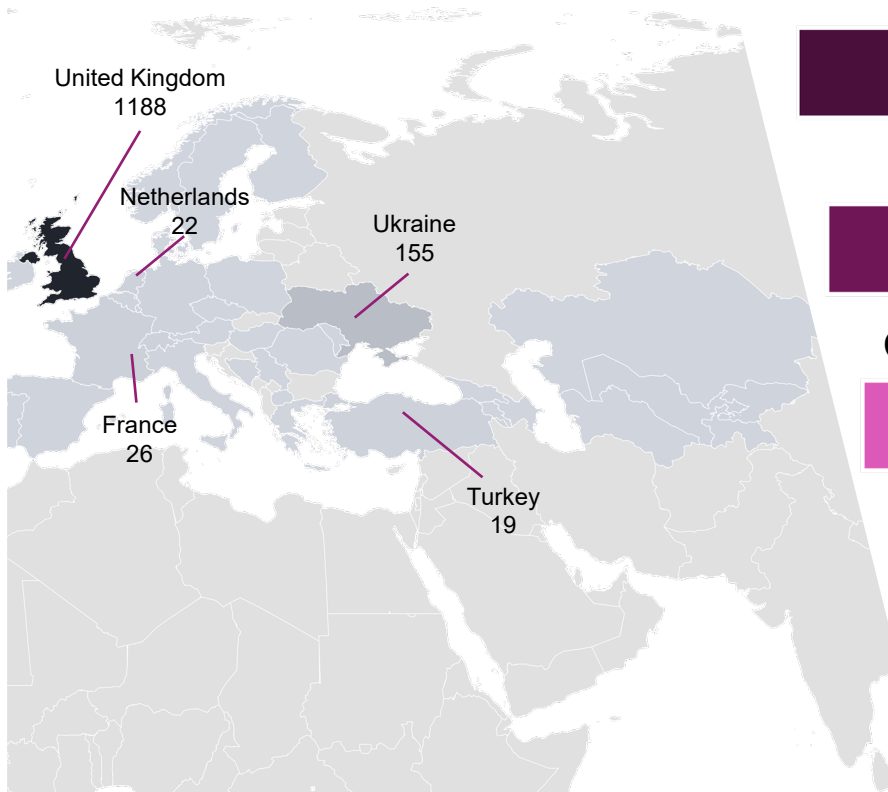 United Kingdom
1188
Netherlands
22
Ukraine
155
France
26
Turkey
19